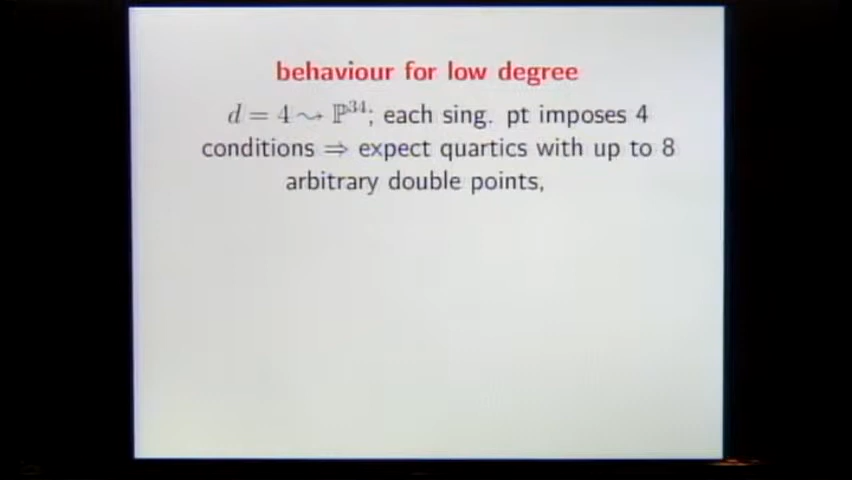 behaviour for low degree
d = 4 ⇝ ℙ³⁴; each sing. pt imposes 4
conditions ⇒ expect quartics with up to 8
arbitrary double points,